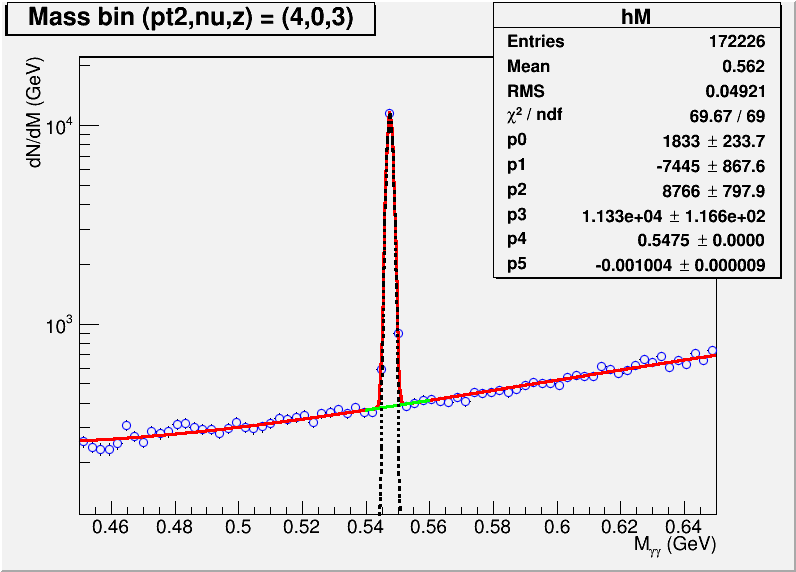 Mass bin (pt2,nu,z) = (4,0,3)
hM
Entries 172226
Mean 0.562
RMS 0.04921
χ² / ndf 69.67 / 69
p0 1833 ± 233.7
p1 -7445 ± 867.6
p2 8766 ± 797.9
p3 1.133e+04 ± 1.166e+02
p4 0.5475 ± 0.0000
p5 -0.001004 ± 0.000009
dN/dM (GeV)
10⁴
10³
0.46 0.48 0.5 0.52 0.54 0.56 0.58 0.6 0.62 0.64
Mγγ (GeV)